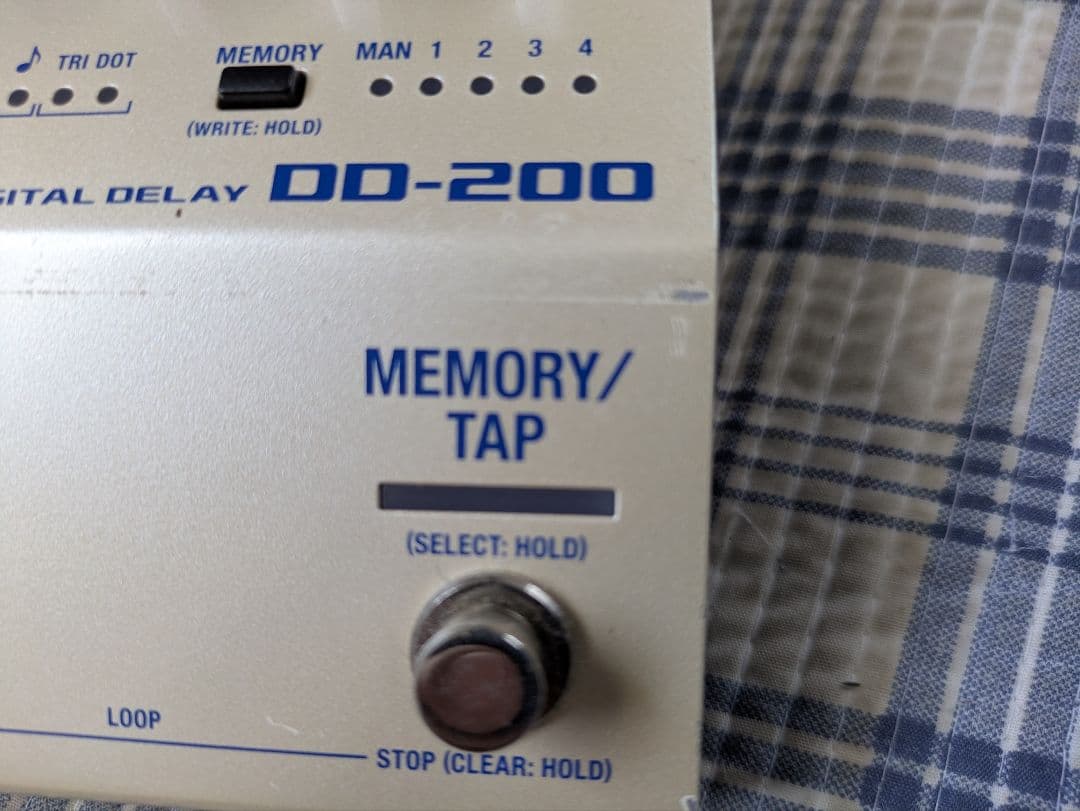 TRI DOT
MEMORY
MAN 1 2 3 4
(WRITE: HOLD)
GITAL DELAY DD-200
MEMORY/
TAP
(SELECT: HOLD)
LOOP
STOP (CLEAR: HOLD)